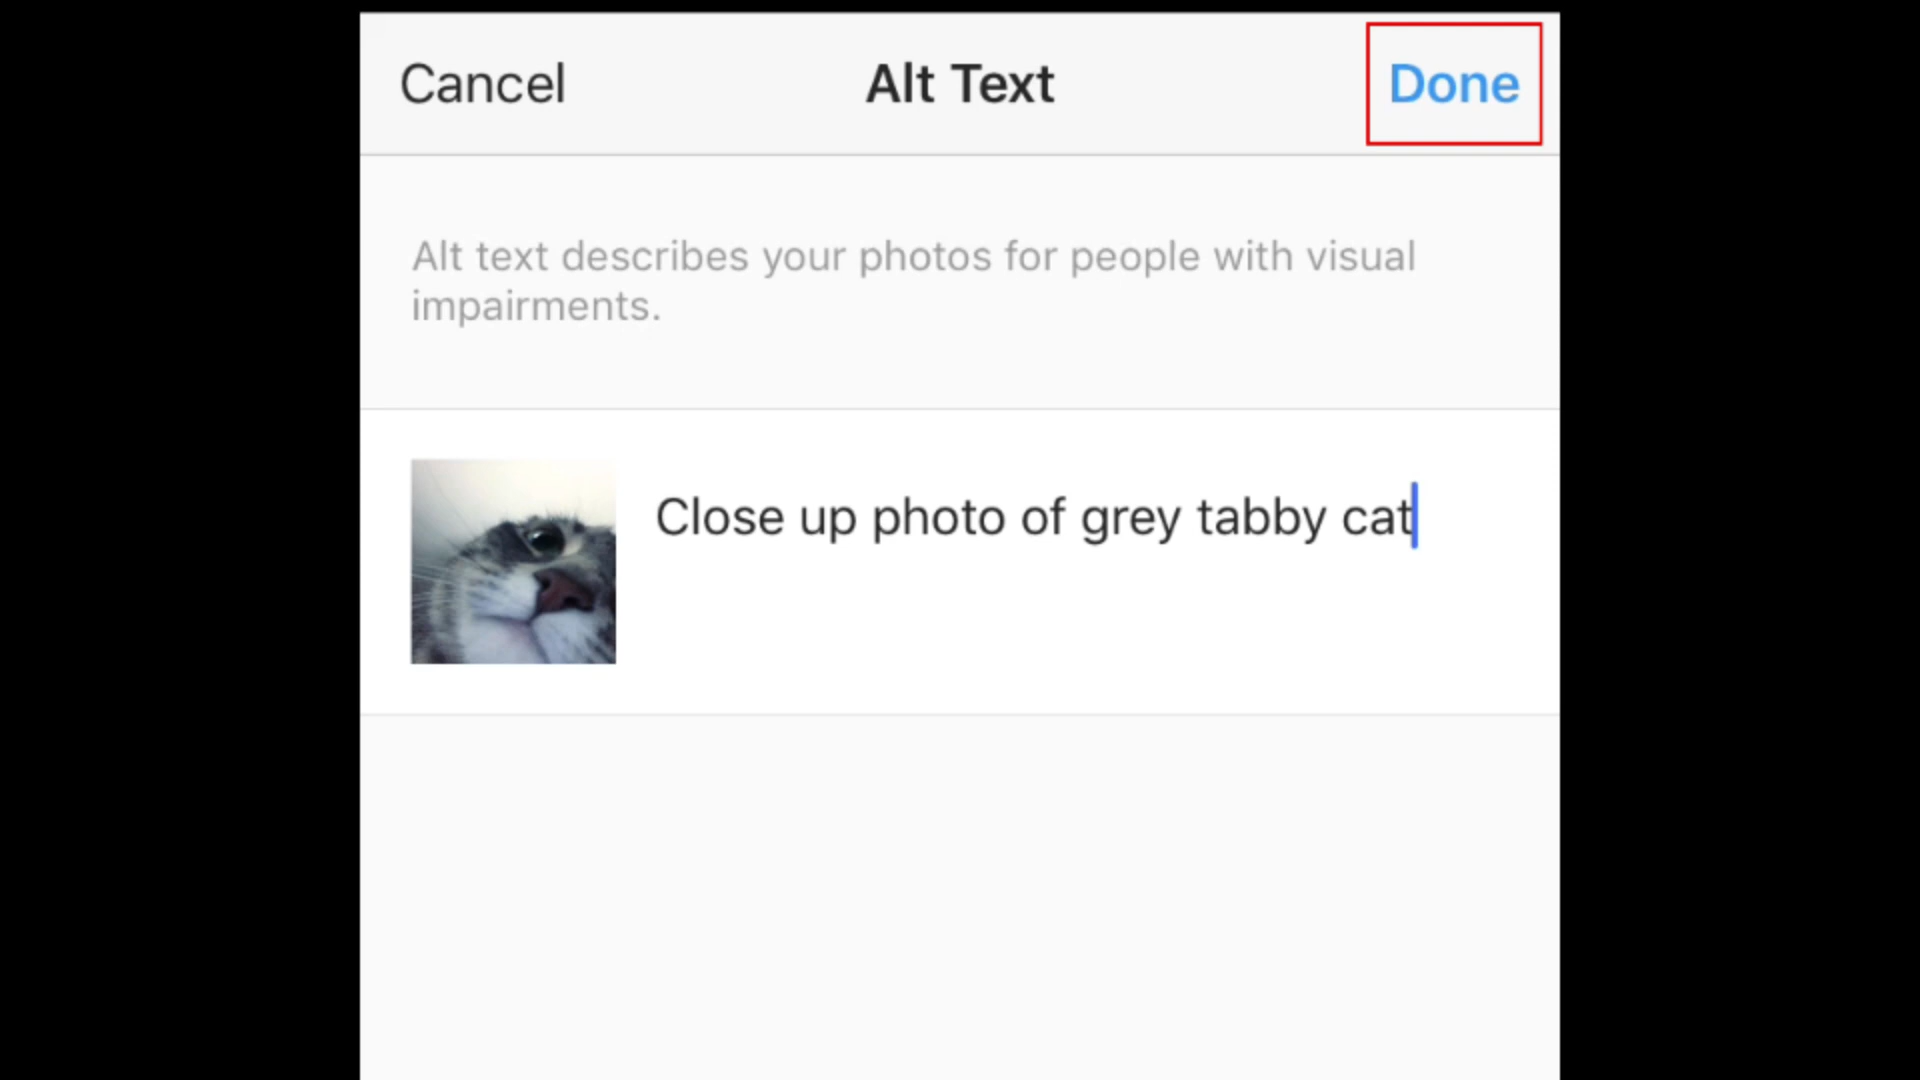 Cancel Alt Text Done
Alt text describes your photos for people with visual
impairments.
Close up photo of grey tabby cat